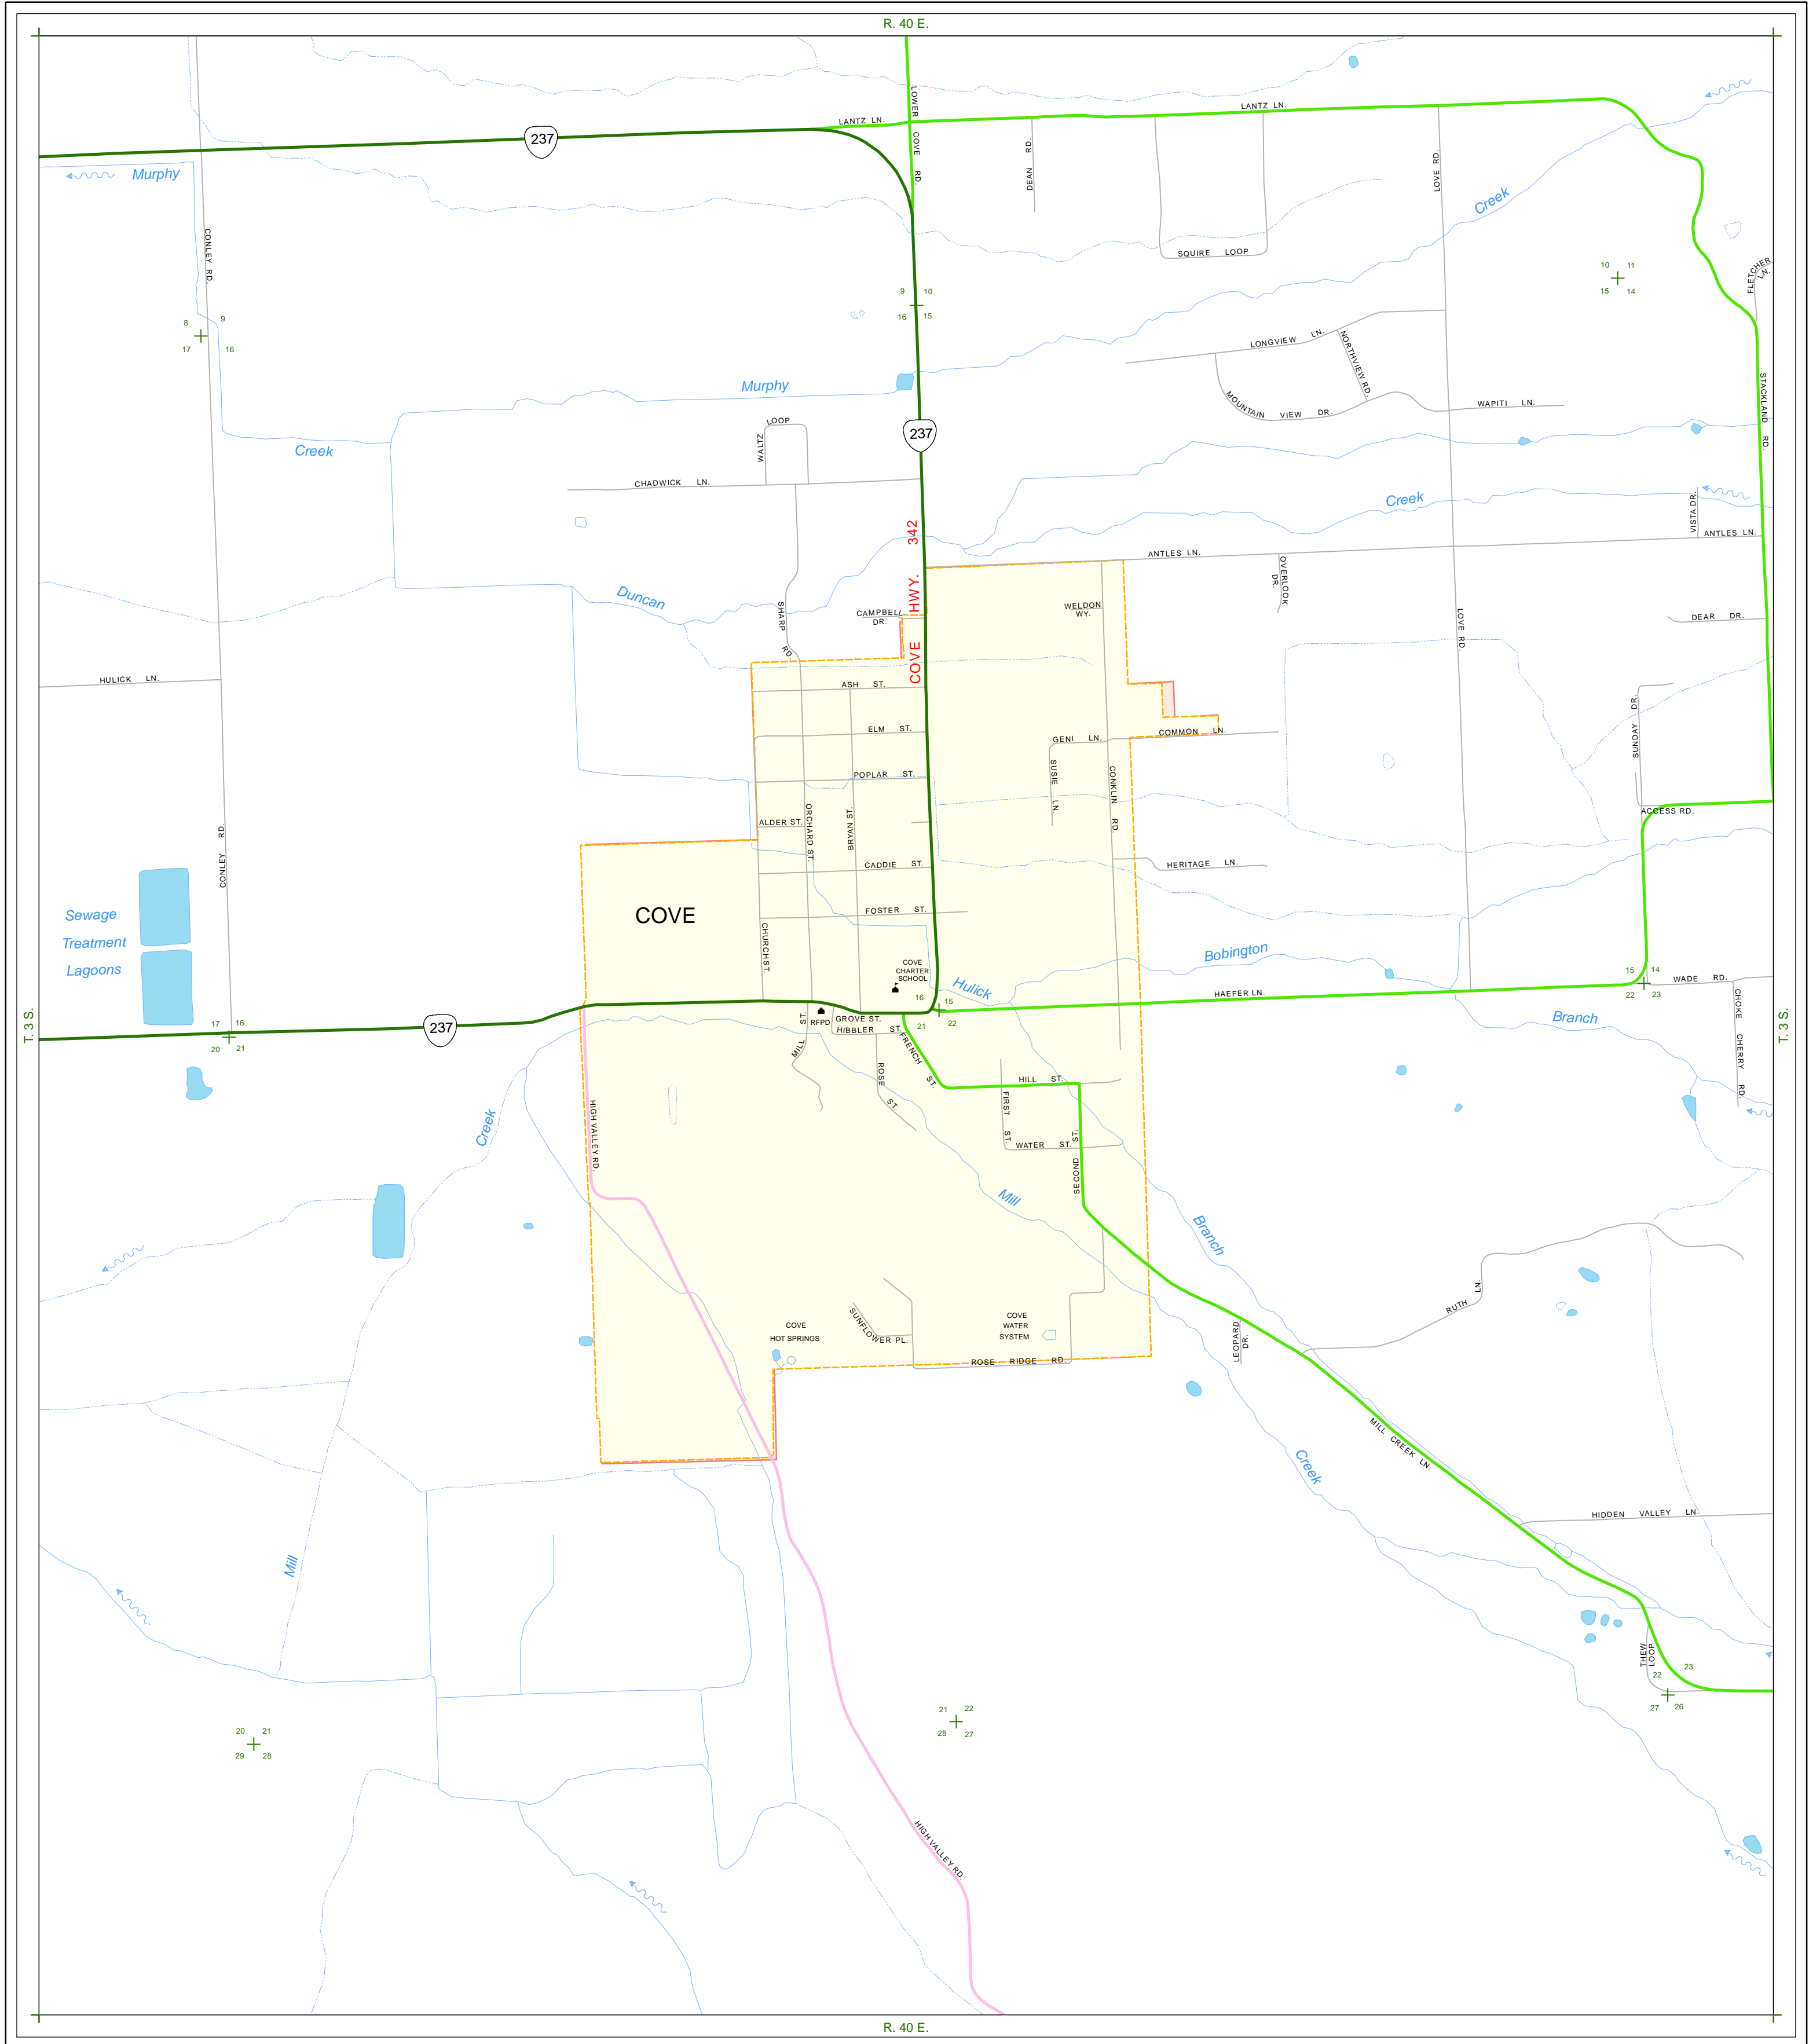 R. 40 E.
LOWER COVE RD.
LANTZ LN.
LANTZ LN.
237
Murphy
DEAN RD.
LOVE RD.
Creek
CONLEY RD.
SQUIRE LOOP
FLETCHER LN.
10 11
15 14
9 10
16 15
8 9
17 16
LONGVIEW LN.
NORTHVIEW RD.
Murphy
MOUNTAIN VIEW DR.
WAPITI LN.
STACKLAND RD.
WALTZ LOOP
237
Creek
CHADWICK LN.
Creek
VISTA DR.
COVE HWY. 342
ANTLES LN.
ANTLES LN.
OVERLOOK DR.
Duncan
SHARP RD.
CAMPBELL
DR.
WELDON
WY.
LOVE RD.
DEAR DR.
HULICK LN.
ASH ST.
ELM ST.
GENI LN.
COMMON LN.
SUNDAY DR.
POPLAR ST.
SUSIE LN.
CONKLIN RD.
ALDER ST.
ORCHARD ST.
BRYAN ST.
ACCESS RD.
CONLEY RD.
CADDIE ST.
HERITAGE LN.
Sewage
Treatment
Lagoons
COVE
FOSTER ST.
CHURCH ST.
COVE
CHARTER
SCHOOL
Hulick
Bobington
15 14
22 23
WADE RD.
HAEFER LN.
16 15
21 22
T. 3 S.
T. 3 S.
17 16
20 21
237
MILL ST.
RFPD
GROVE ST.
HIBBLER ST.
Branch
CHOKE CHERRY RD.
FRENCH ST.
ROSE ST.
HILL ST.
FIRST ST.
Creek
HIGH VALLEY RD.
WATER ST.
SECOND ST.
Mill
Branch
RUTH LN.
SUNFLOWER PL.
COVE
HOT SPRINGS
COVE
WATER
SYSTEM
LEOPARD
DR.
ROSE RIDGE RD.
MILL CREEK LN.
Creek
HIDDEN VALLEY LN.
Mill
THEW
LOOP
22 23
27 26
21 22
28 27
20 21
29 28
HIGH VALLEY RD.
R. 40 E.